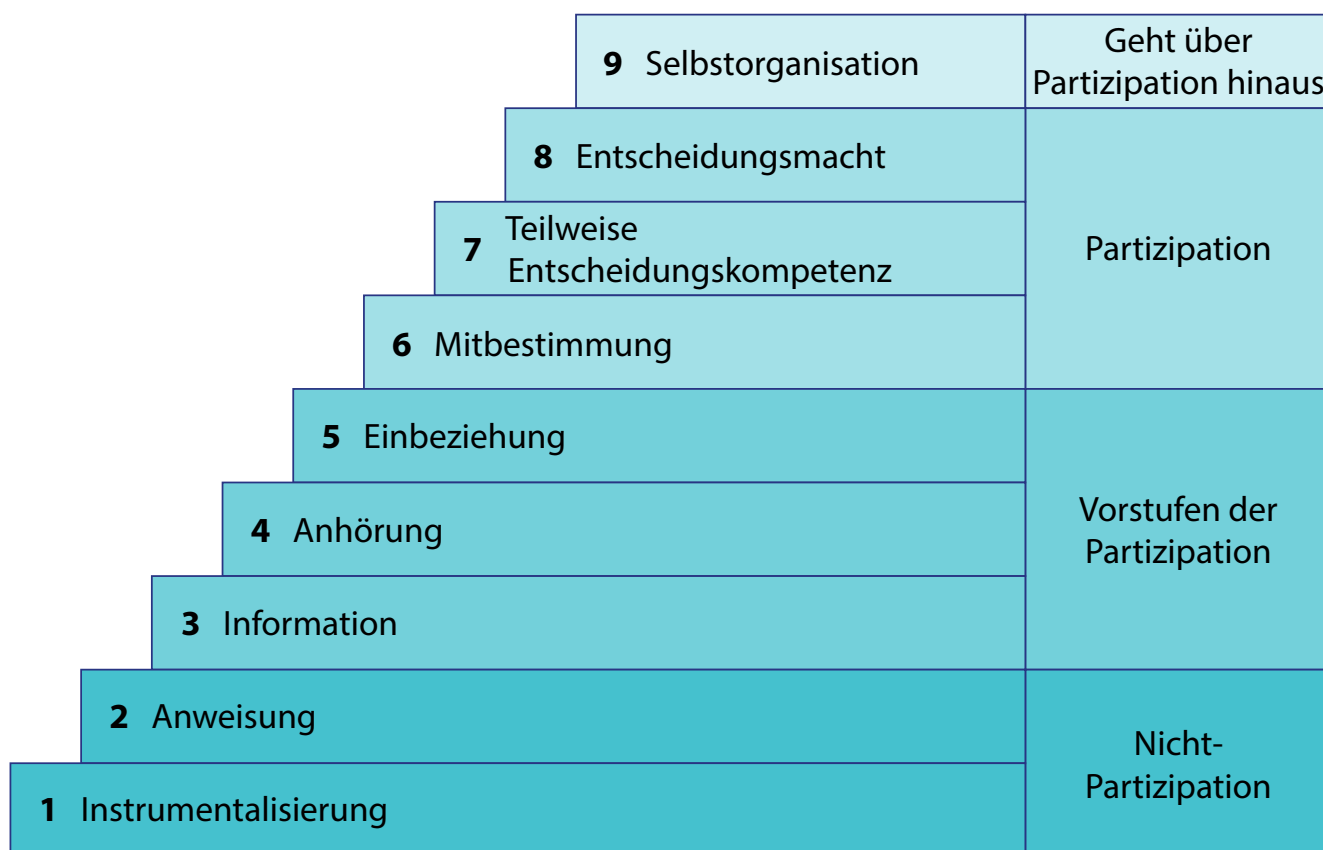 9 Selbstorganisation
Geht über
Partizipation hinaus
8 Entscheidungsmacht
7 Teilweise
Entscheidungskompetenz
Partizipation
6 Mitbestimmung
5 Einbeziehung
4 Anhörung
Vorstufen der
Partizipation
3 Information
2 Anweisung
Nicht-
Partizipation
1 Instrumentalisierung